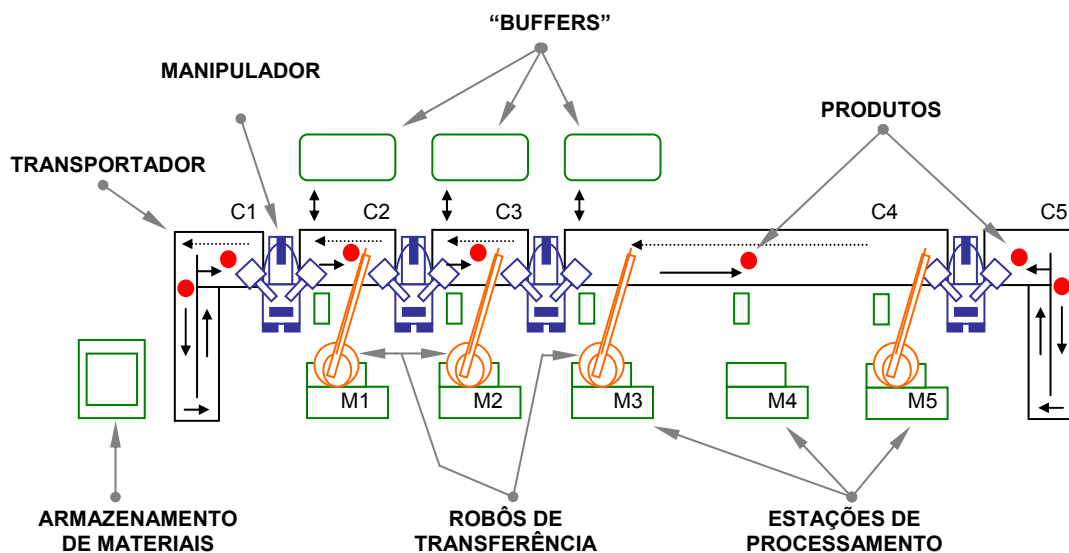 “BUFFERS”
MANIPULADOR
PRODUTOS
TRANSPORTADOR
C1
C2
C3
C4
C5
M1
M2
M3
M4
M5
ARMAZENAMENTO
DE MATERIAIS
ROBÔS DE
TRANSFERÊNCIA
ESTAÇÕES DE
PROCESSAMENTO